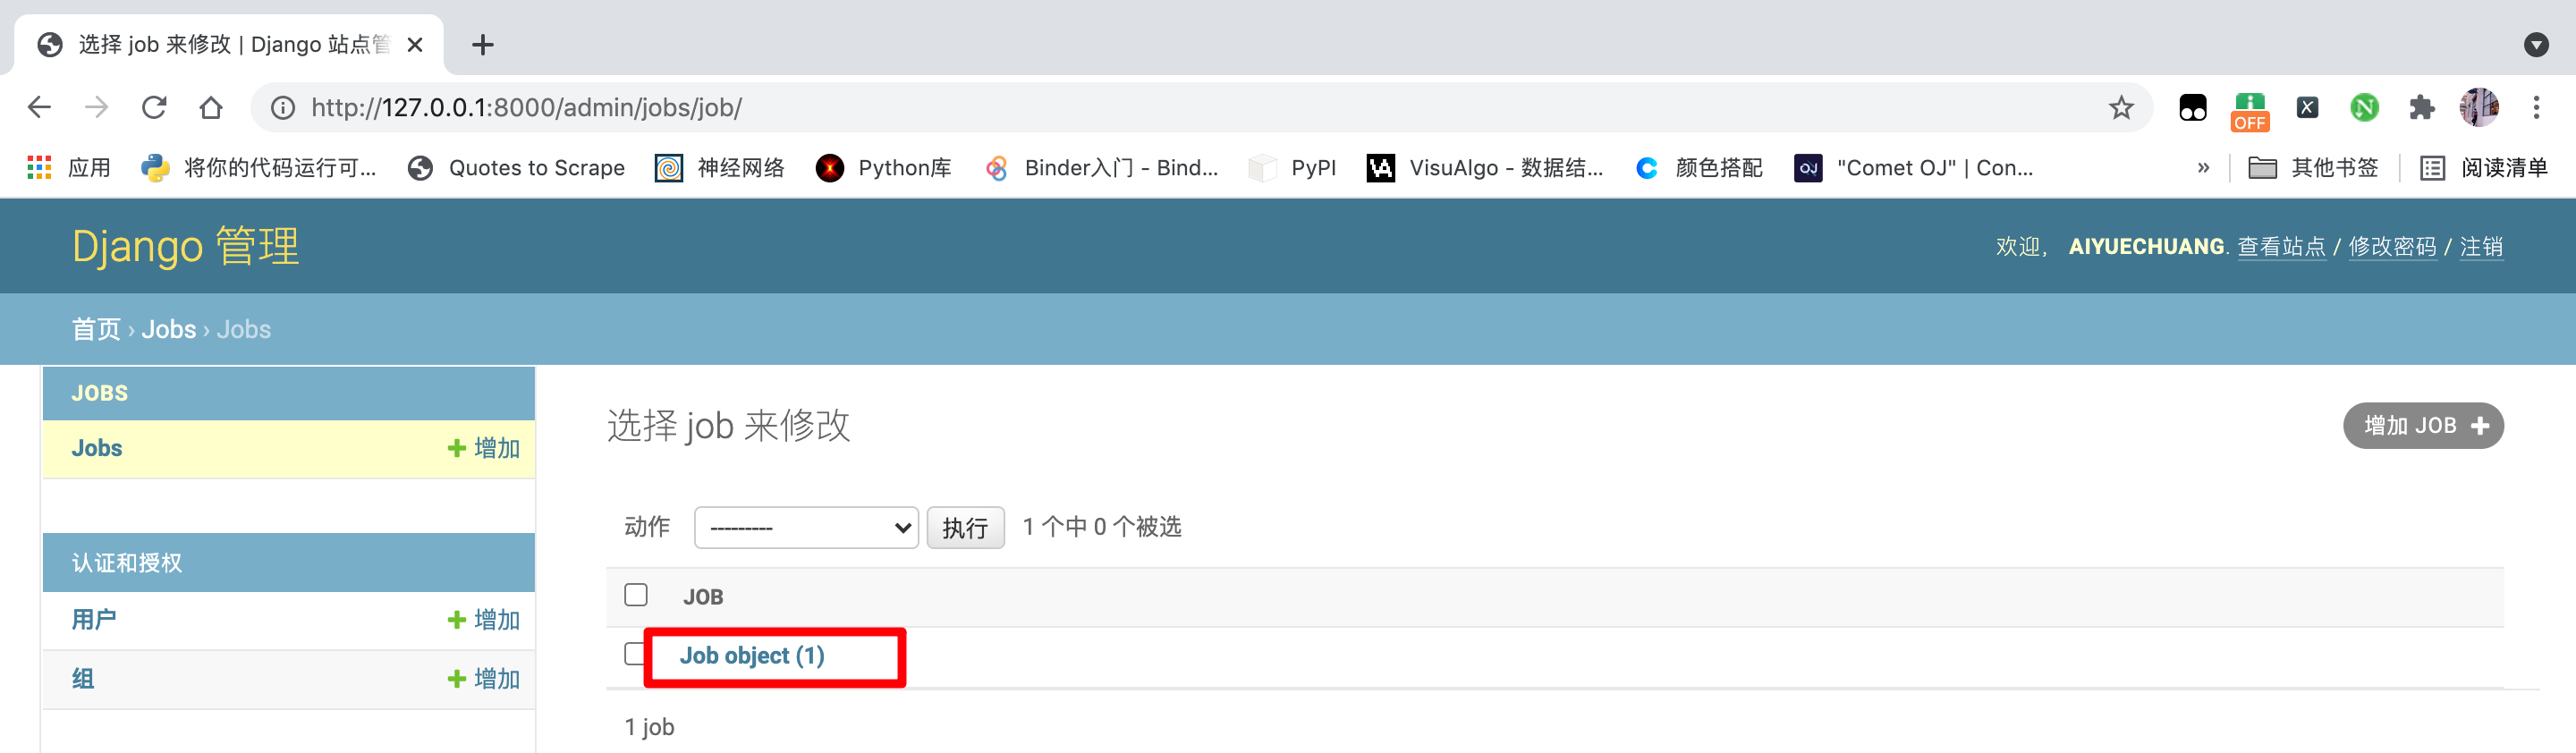 选择 job 来修改 | Django 站点管
http://127.0.0.1:8000/admin/jobs/job/
OFF
应用 将你的代码运行可... Quotes to Scrape 神经网络 Python库 Binder入门 - Bind... PyPI VisuAlgo - 数据结... OJ 颜色搭配 "Comet OJ" | Con... » 其他书签 阅读清单
Django 管理
欢迎， AIYUECHUANG. 查看站点 / 修改密码 / 注销
首页 › Jobs › Jobs
JOBS
Jobs 增加
认证和授权
用户 增加
组 增加
选择 job 来修改
增加 JOB
动作 --------- 执行 1 个中 0 个被选
JOB
Job object (1)
1 job